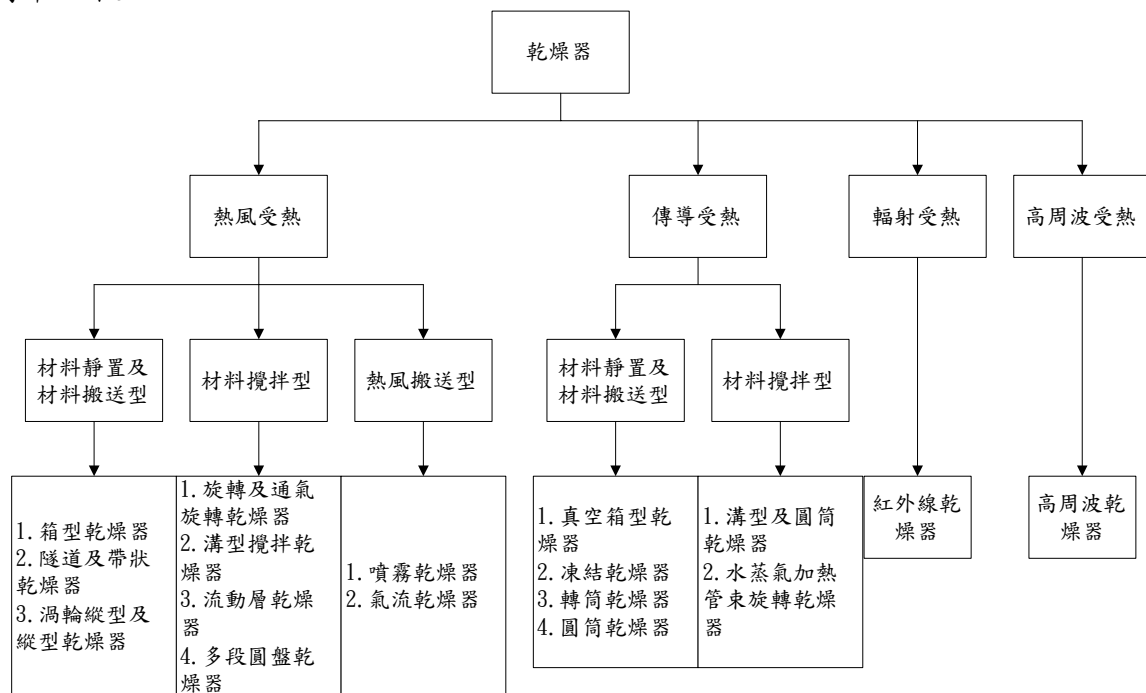 乾燥器
熱風受熱
傳導受熱
輻射受熱
高周波受熱
材料靜置及
材料搬送型
材料攪拌型
熱風搬送型
材料靜置及
材料搬送型
材料攪拌型
1.箱型乾燥器
2.隧道及帶狀
乾燥器
3.渦輪縱型及
縱型乾燥器
1.旋轉及通氣
旋轉乾燥器
2.溝型攪拌乾
燥器
3.流動層乾燥
器
4.多段圓盤乾
燥器
1.噴霧乾燥器
2.氣流乾燥器
1.真空箱型乾
燥器
2.凍結乾燥器
3.轉筒乾燥器
4.圓筒乾燥器
1.溝型及圓筒
乾燥器
2.水蒸氣加熱
管束旋轉乾燥
器
紅外線乾
燥器
高周波乾
燥器